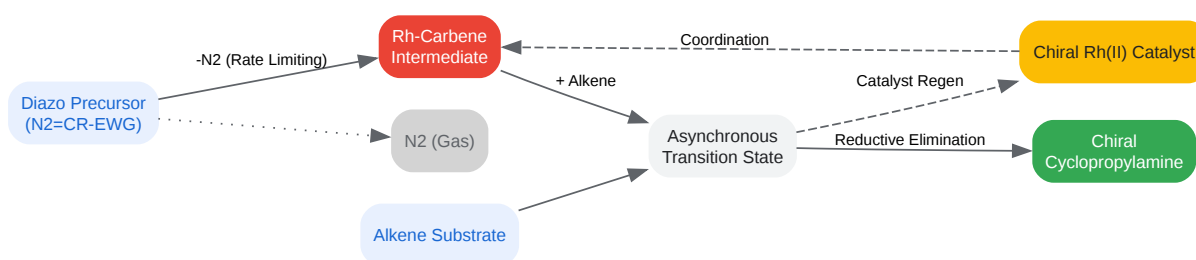 Diazo Precursor
(N2=CR-EWG)
-N2 (Rate Limiting)
Rh-Carbene
Intermediate
N2 (Gas)
Alkene Substrate
+ Alkene
Coordination
Asynchronous
Transition State
Catalyst Regen
Reductive Elimination
Chiral Rh(II) Catalyst
Chiral
Cyclopropylamine